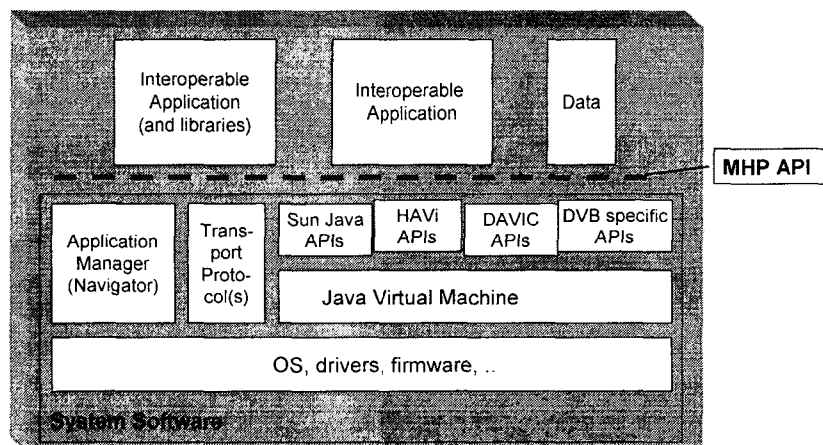 Interoperable
Application
(and libraries)
Interoperable
Application
Data
MHP API
Application
Manager
(Navigator)
Trans-
port
Proto-
col(s)
Sun Java
APIs
HAVi
APIs
DAVIC
APIs
DVB specific
APIs
Java Virtual Machine
OS, drivers, firmware, ..
System Software